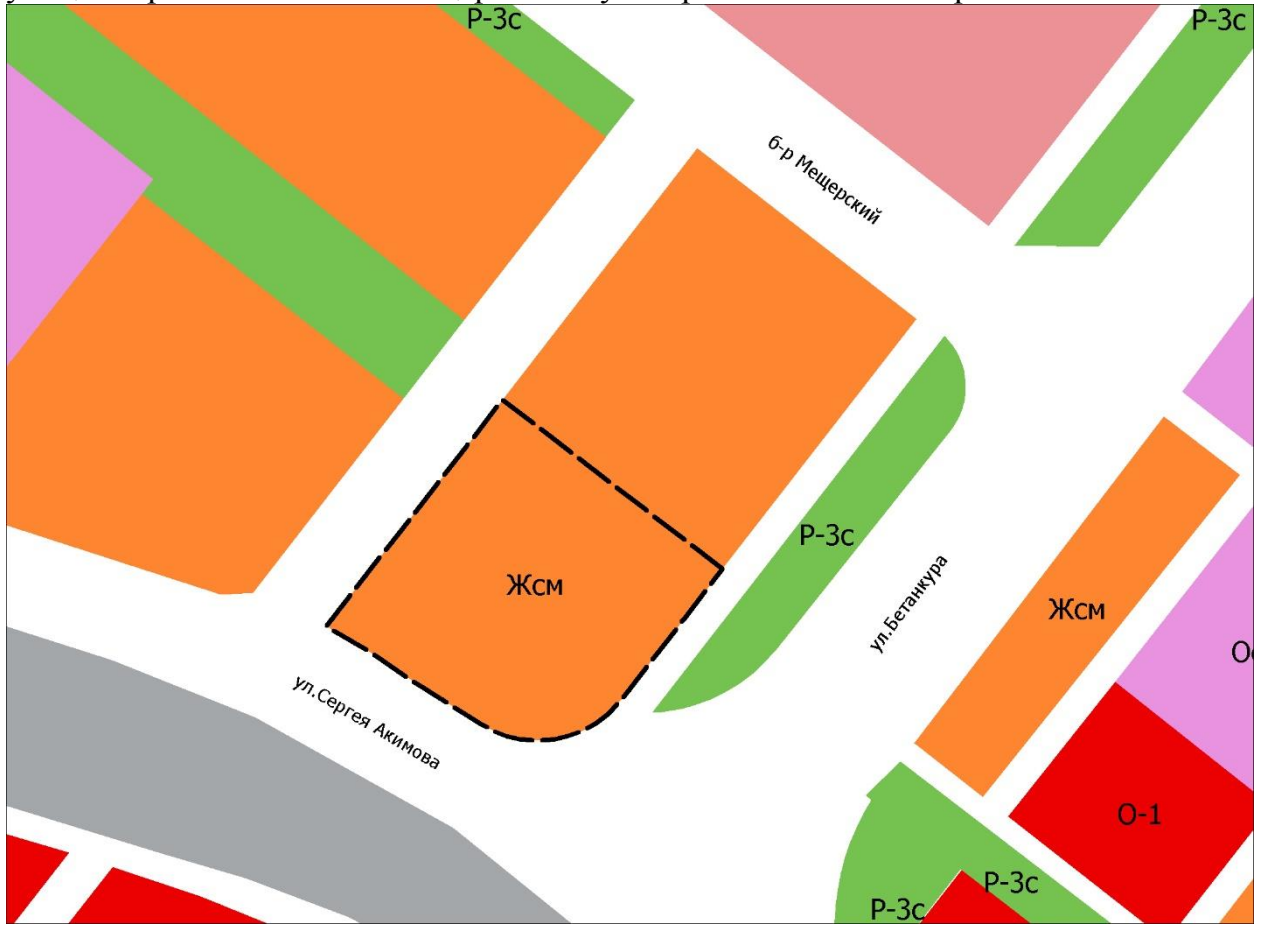 Р-3с
Р-3с
б-р Мещерский
Р-3с
ул.Бетанкура
Жсм
Жсм
ул.Сергея Акимова
О-1
Р-3с
Р-3с